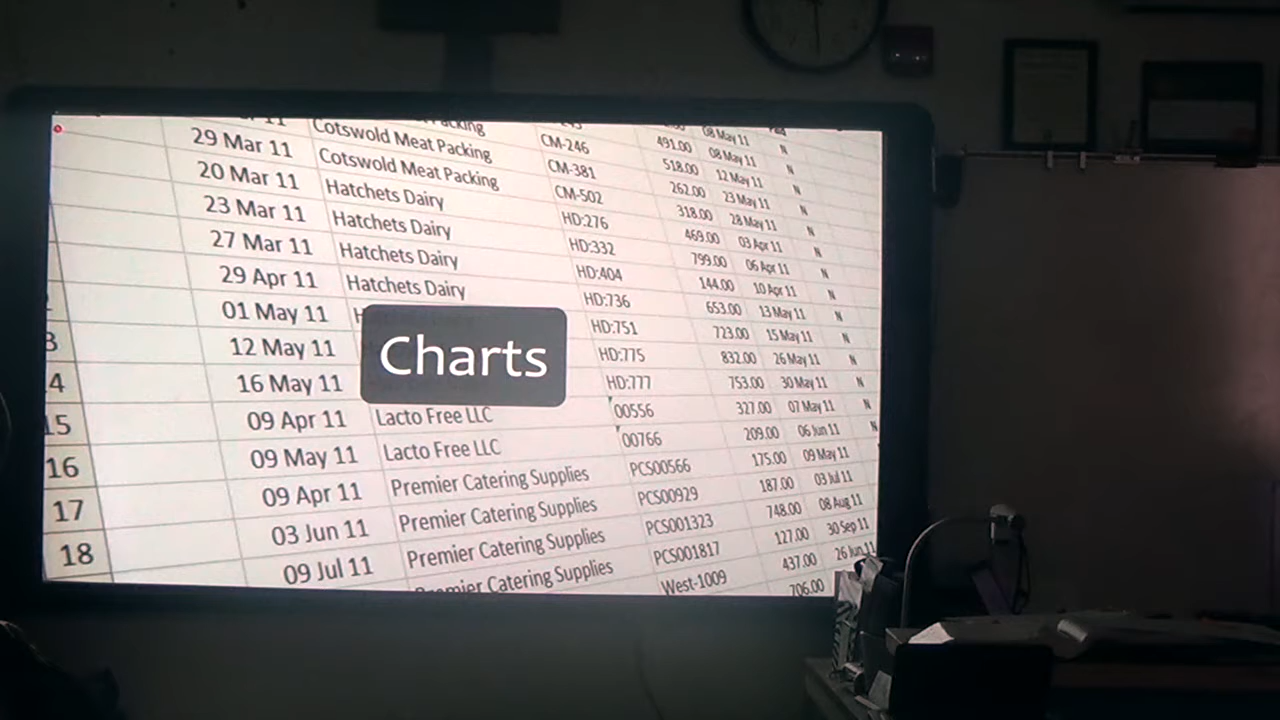 491.00 08 May 11
Cotswold Meat Packing CM-246 518.00 12 May 11 N
29 Mar 11 Cotswold Meat Packing CM-381 262.00 23 May 11 N
CM-502 318.00 28 May 11 N
20 Mar 11 Hatchets Dairy HD:276 469.00 03 Apr 11 N
23 Mar 11 Hatchets Dairy HD:332 799.00 06 Apr 11 N
27 Mar 11 Hatchets Dairy HD:404 144.00 10 Apr 11 N
29 Apr 11 Hatchets Dairy HD:736 653.00 13 May 11 N
01 May 11 HD:751 723.00 15 May 11 N
12 May 11 HD:775 832.00 26 May 11 N
16 May 11 HD:777 753.00 30 May 11 N
Charts
09 Apr 11 Lacto Free LLC 00556 327.00 07 May 11 N
15 09 May 11 Lacto Free LLC 00766 209.00 06 Jun 11 N
16 09 Apr 11 Premier Catering Supplies PCS00566 175.00 09 May 11
17 03 Jun 11 Premier Catering Supplies PCS00929 187.00 03 Jul 11
18 09 Jul 11 Premier Catering Supplies PCS001323 748.00 08 Aug 11
Premier Catering Supplies PCS001817 127.00 30 Sep 11
West-1009 437.00 26 Jun 11
706.00